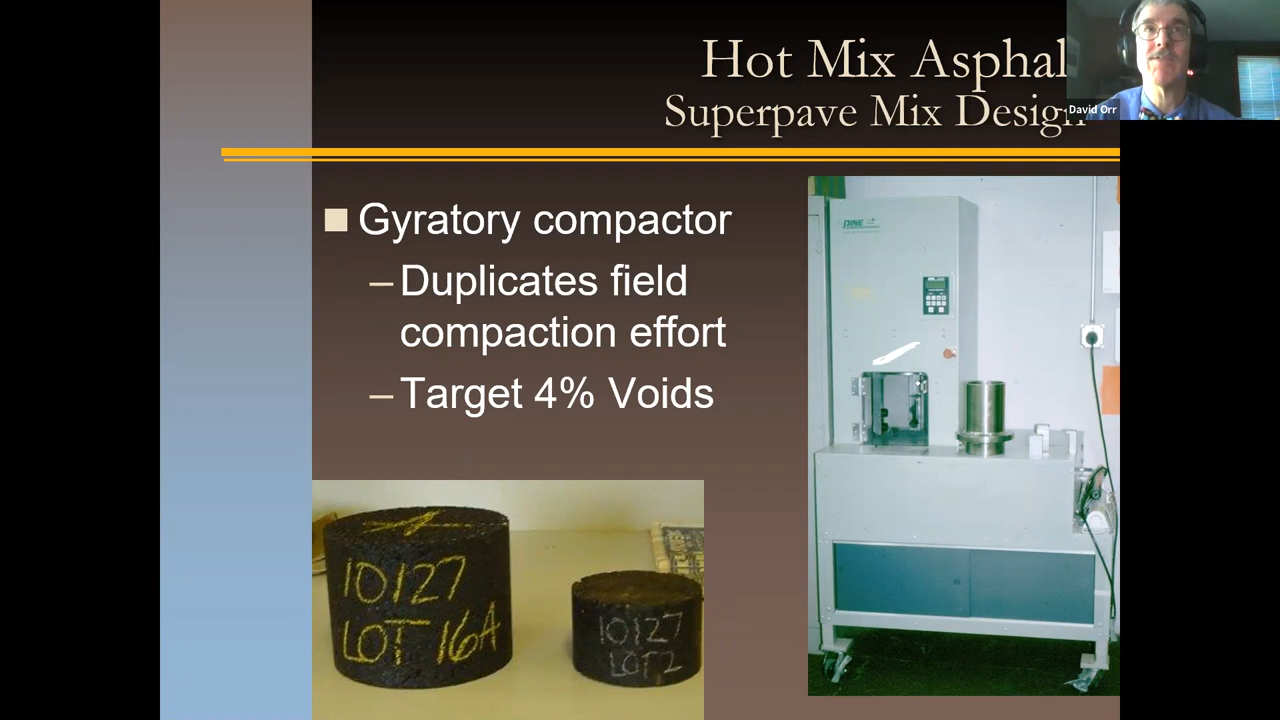 Hot Mix Asphal
Superpave Mix Design
David Orr
Gyratory compactor
–Duplicates field
compaction effort
–Target 4% Voids
PINE
10127
LOT 16A
10127
LOT 2